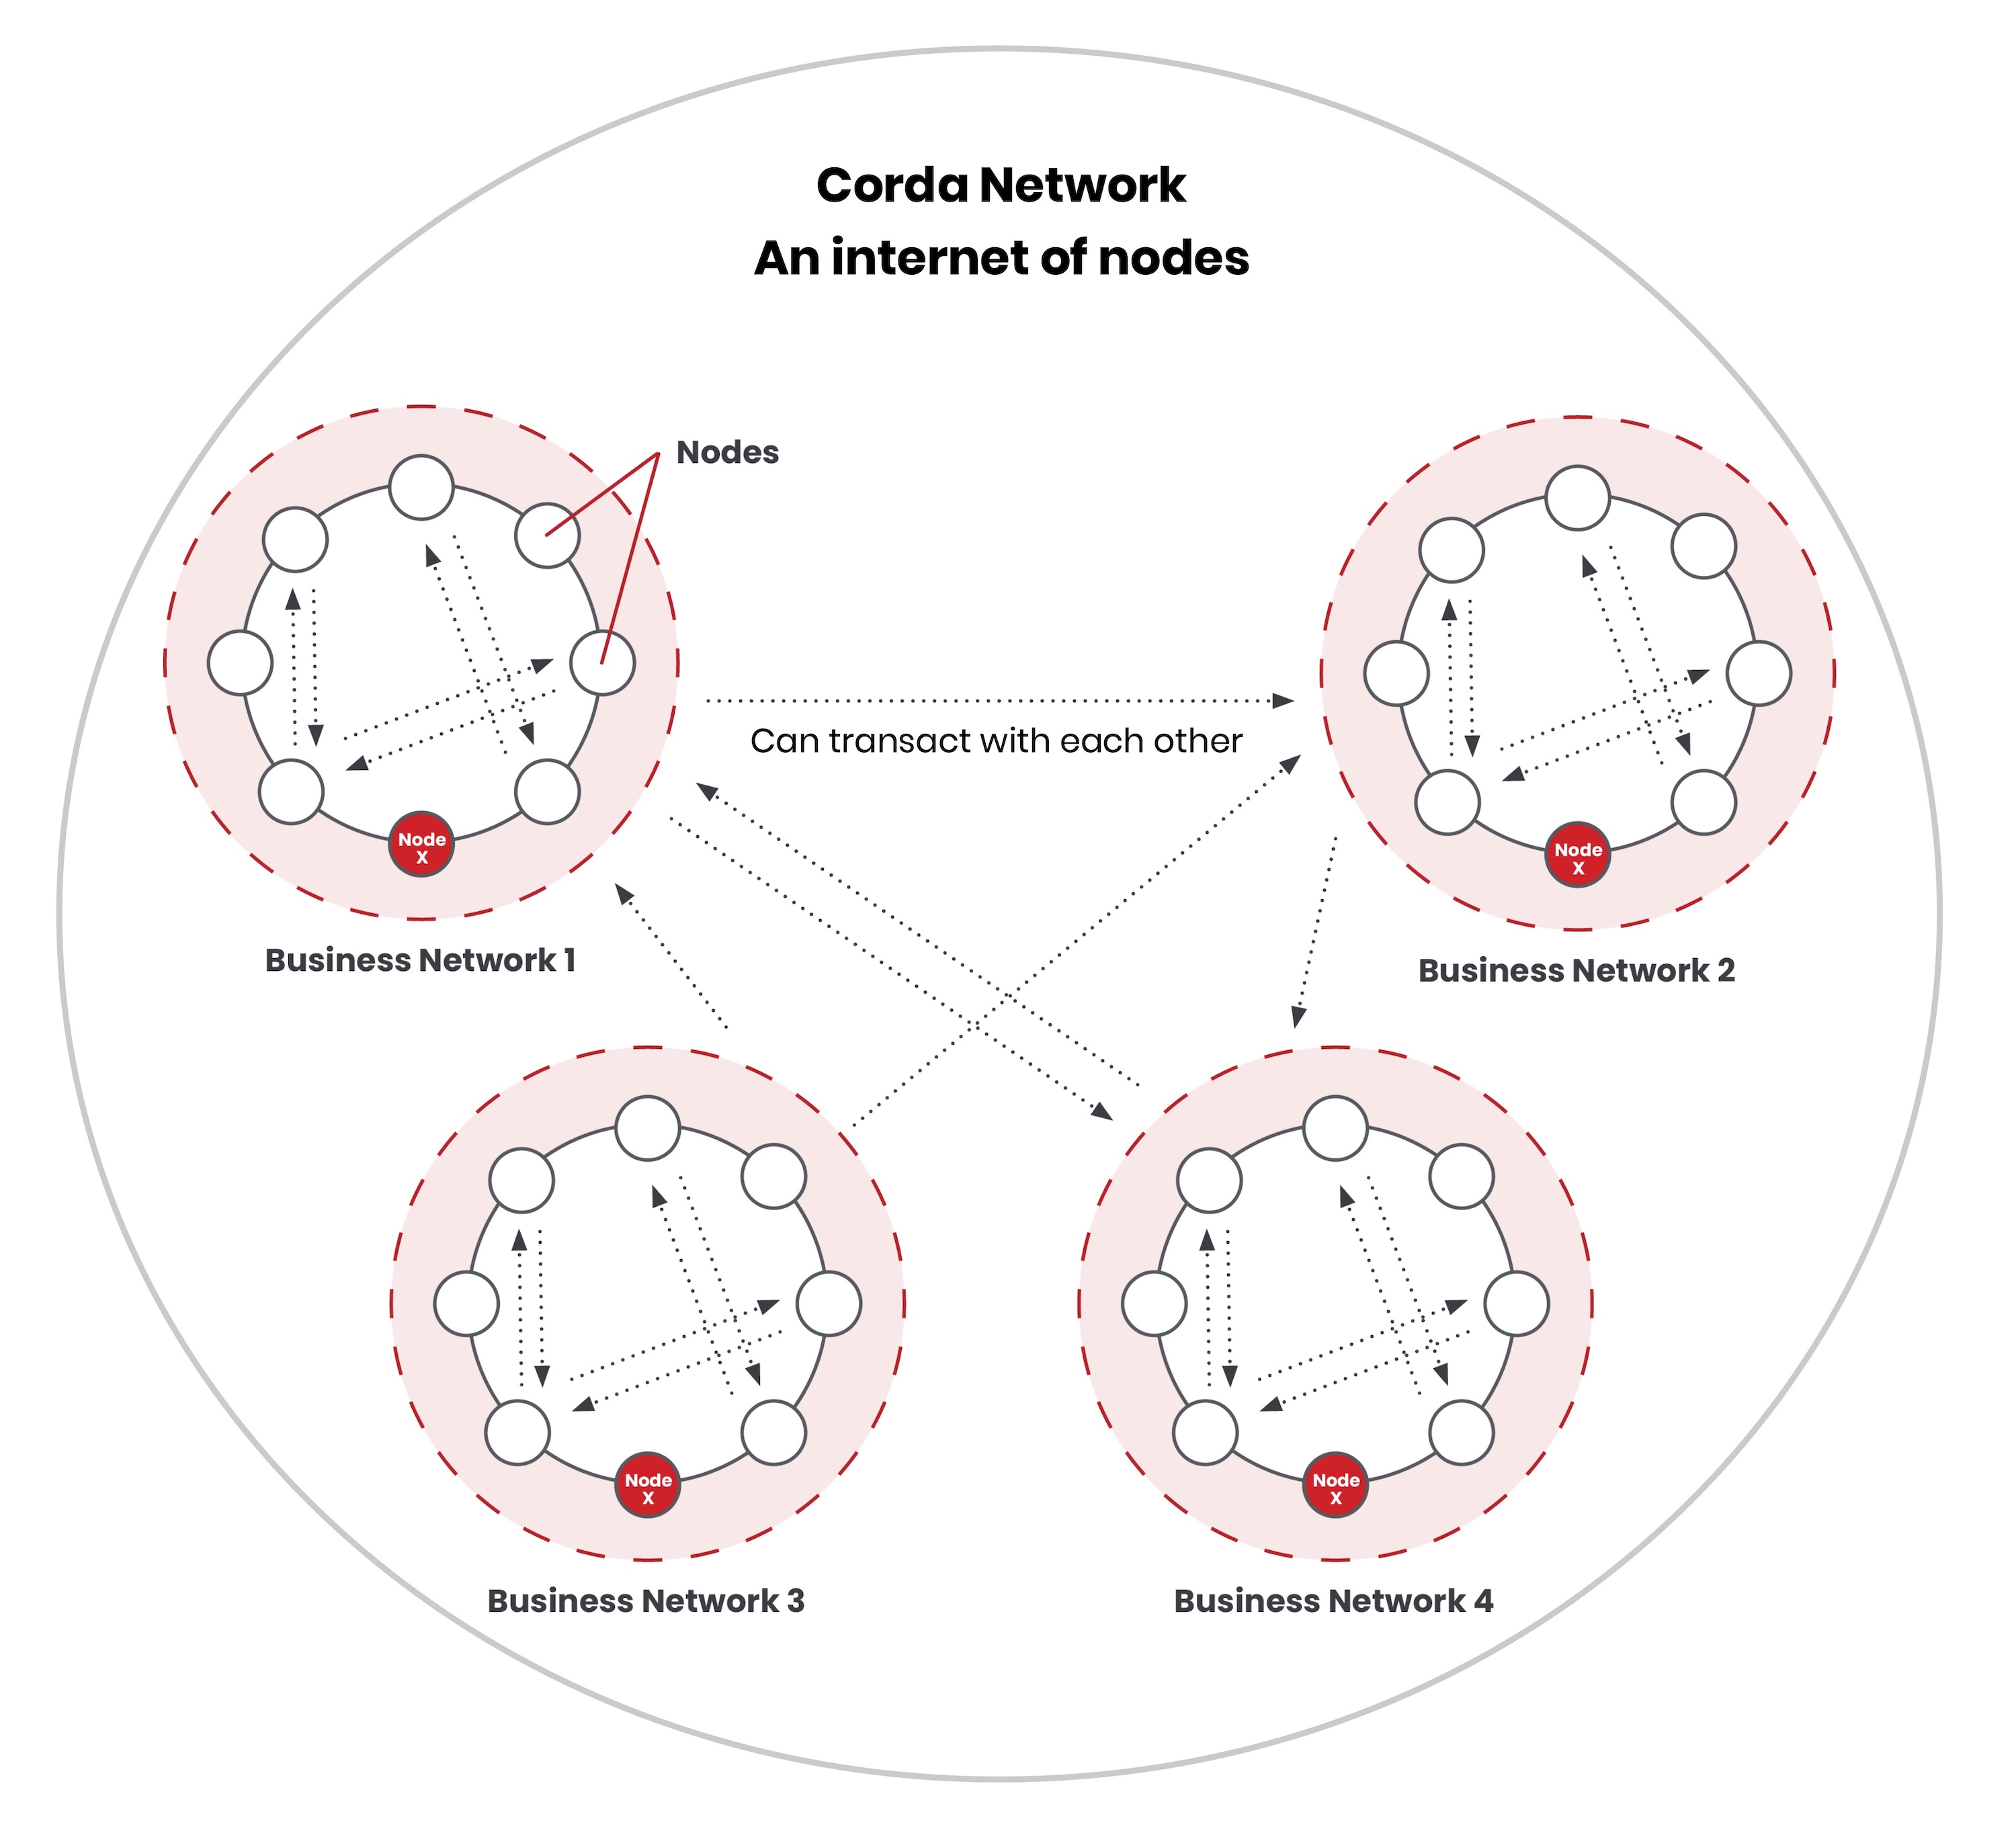 Corda Network
An internet of nodes
Nodes
Can transact with each other
Node
X
Business Network 1
Node
X
Business Network 2
Node
X
Business Network 3
Node
X
Business Network 4